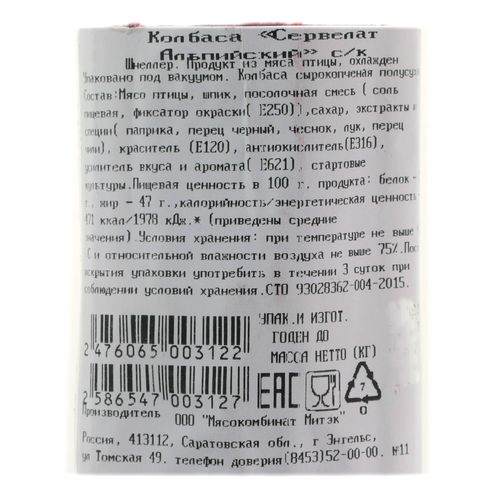 Колбаса «Сервелат
Альпийский» с/к
Шнеллер. Продукт из мяса птицы, охлажден
Упаковано под вакуумом. Колбаса сырокопченая полусух
Состав:Мясо птицы, шпик, посолочная смесь ( соль
пищевая, фиксатор окраски( Е250)),сахар, экстракты и
специи( паприка, перец черный, чеснок, лук, перец
чили), краситель (Е120), антиокислитель(Е316),
усилитель вкуса и аромата( Е621), стартовые
культуры.Пищевая ценность в 100 г. продукта: белок -
г., жир - 47 г.,калорийность/энергетическая ценность
471 ккал/1978 кДж.* (приведены средние
значения).Условия хранения: при температуре не выше
С и относительной влажности воздуха не выше 75%.Пос
вскрытия упаковки употребить в течении 3 суток при
соблюдении условий хранения.СТО 93028362-004-2015.
УПАК.И ИЗГОТ.
ГОДЕН ДО
МАССА НЕТТО (КГ)
2 476065 003122
2 586547 003127
EAC
7
0
Производитель
ООО "Мясокомбинат Митэк"
Россия, 413112, Саратовская обл., г Энгельс,
ул Томская 49. телефон доверия(8453)52-00-00. №11